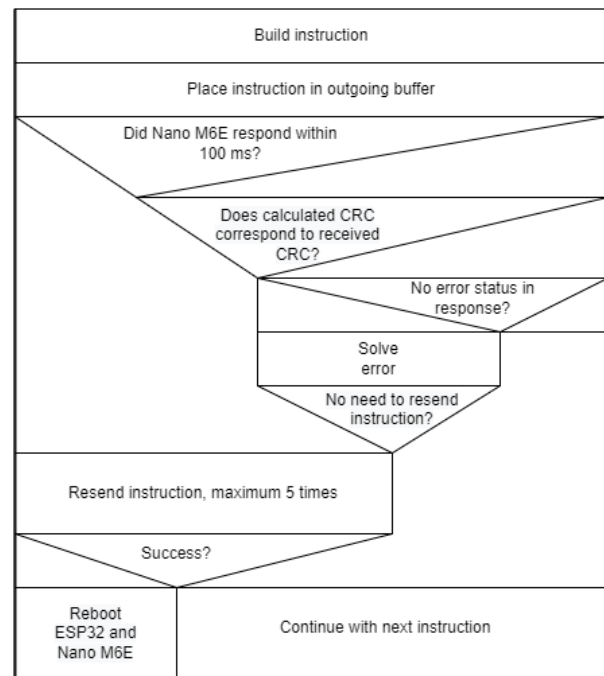 Build instruction
Place instruction in outgoing buffer
Did Nano M6E respond within
100 ms?
Does calculated CRC
correspond to received
CRC?
No error status in
response?
Solve
error
No need to resend
instruction?
Resend instruction, maximum 5 times
Success?
Reboot
ESP32 and
Nano M6E
Continue with next instruction